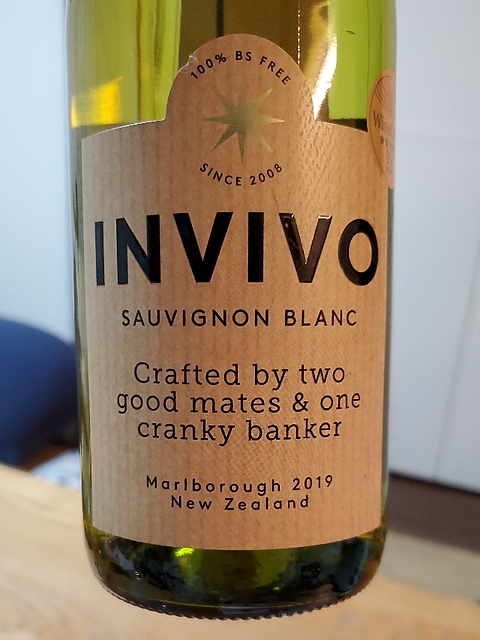 100% BS FREE
SINCE 2008
INVIVO
SAUVIGNON BLANC
Crafted by two
good mates & one
cranky banker
Marlborough 2019
New Zealand